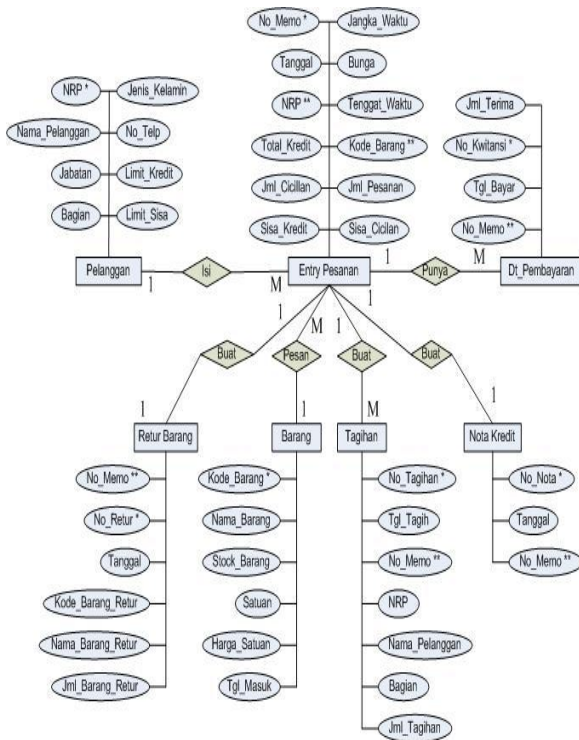 No_Memo * Jangka_Waktu
Tanggal Bunga
NRP * Jenis_Kelamin
NRP ** Tenggat_Waktu
Jml_Terima
Nama_Pelanggan No_Telp
Total_Kredit Kode_Barang **
No_Kwitansi *
Jabatan Limit_Kredit
Jml_Cicillan Jml_Pesanan
Tgl_Bayar
Bagian Limit_Sisa
Sisa_Kredit Sisa_Cicilan
No_Memo **
Pelanggan 1 Isi M Entry Pesanan 1 Punya M Dt_Pembayaran
1 M 1 1
Buat Pesan Buat Buat
1 1 M 1
Retur Barang Barang Tagihan Nota Kredit
No_Memo ** Kode_Barang * No_Tagihan * No_Nota *
No_Retur * Nama_Barang Tgl_Tagih Tanggal
Tanggal Stock_Barang No_Memo ** No_Memo **
Kode_Barang_Retur Satuan NRP
Nama_Barang_Retur Harga_Satuan Nama_Pelanggan
Jml_Barang_Retur Tgl_Masuk Bagian
Jml_Tagihan